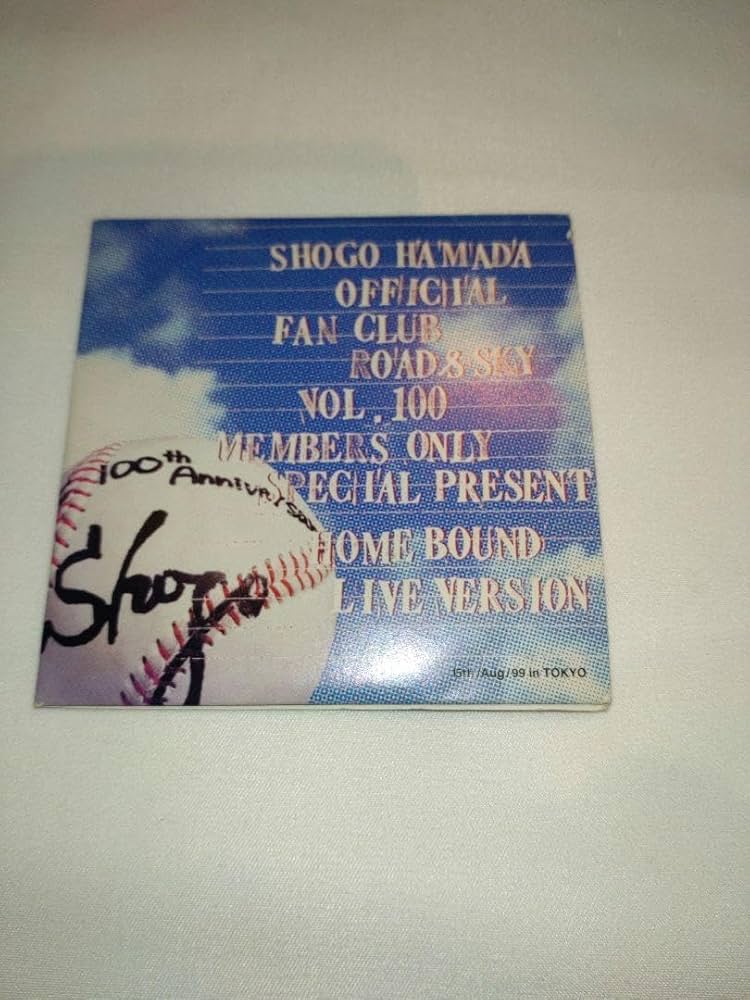 SHOGO HAMADA
OFFICIAL
FAN CLUB
ROAD&SKY
VOL.100
MEMBERS ONLY
SPECIAL PRESENT
HOME BOUND
LIVE VERSION
100th
Shogo
/Aug/99 in TOKYO